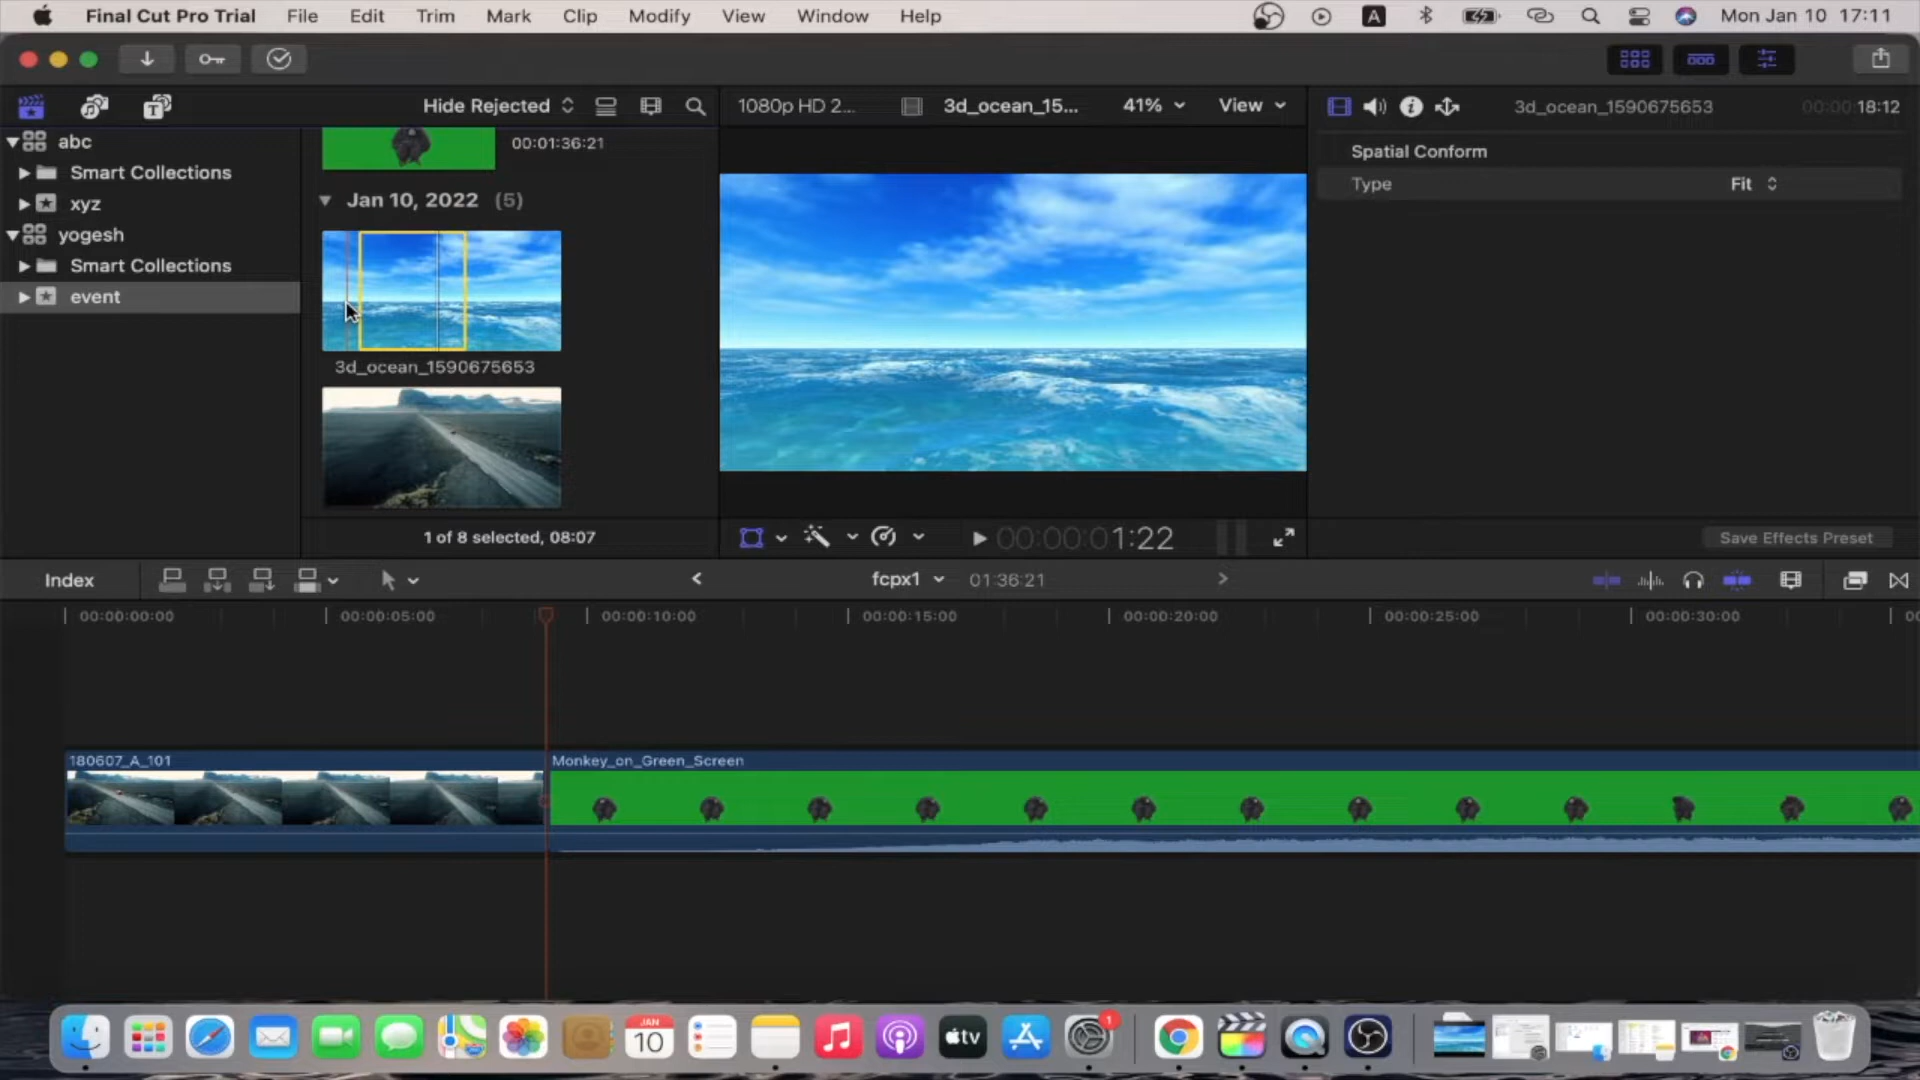 Final Cut Pro Trial File Edit Trim Mark Clip Modify View Window Help A Mon Jan 10 17:11
Hide Rejected 1080p HD 2... 3d_ocean_15... 41% View 3d_ocean_1590675653 00:00:18:12
abc
Smart Collections
xyz
yogesh
Smart Collections
event
00:01:36:21
Jan 10, 2022 (5)
3d_ocean_1590675653
1 of 8 selected, 08:07
00:00:01:22
Spatial Conform
Type Fit
Save Effects Preset
Index fcpx1 01:36:21
00:00:00:00 00:00:05:00 00:00:10:00 00:00:15:00 00:00:20:00 00:00:25:00 00:00:30:00
180607_A_101 Monkey_on_Green_Screen
JAN
10
tv
1